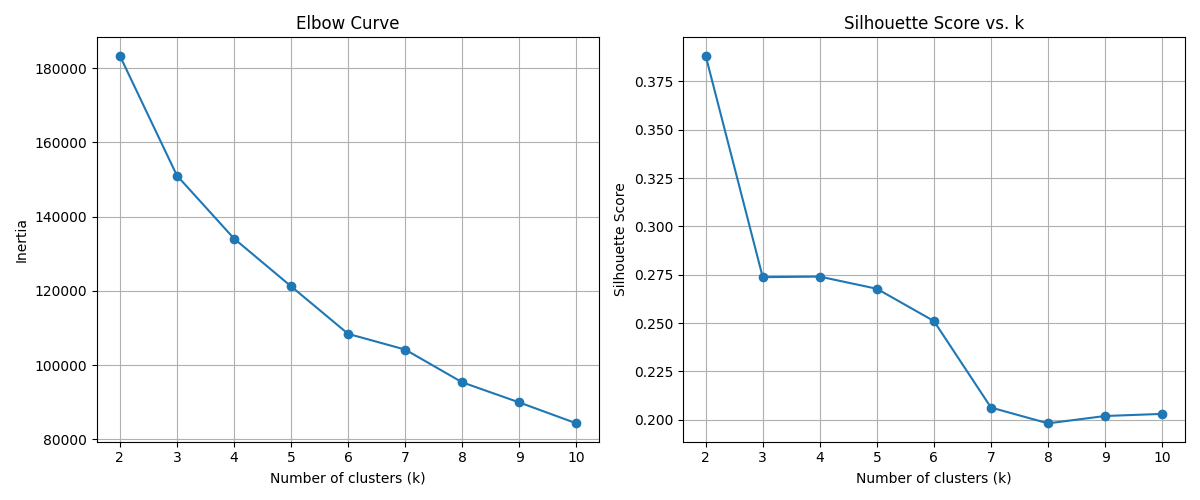 Elbow Curve
180000
160000
140000
120000
100000
80000
Inertia
2 3 4 5 6 7 8 9 10
Number of clusters (k)
Silhouette Score vs. k
0.375
0.350
0.325
0.300
0.275
0.250
0.225
0.200
Silhouette Score
2 3 4 5 6 7 8 9 10
Number of clusters (k)